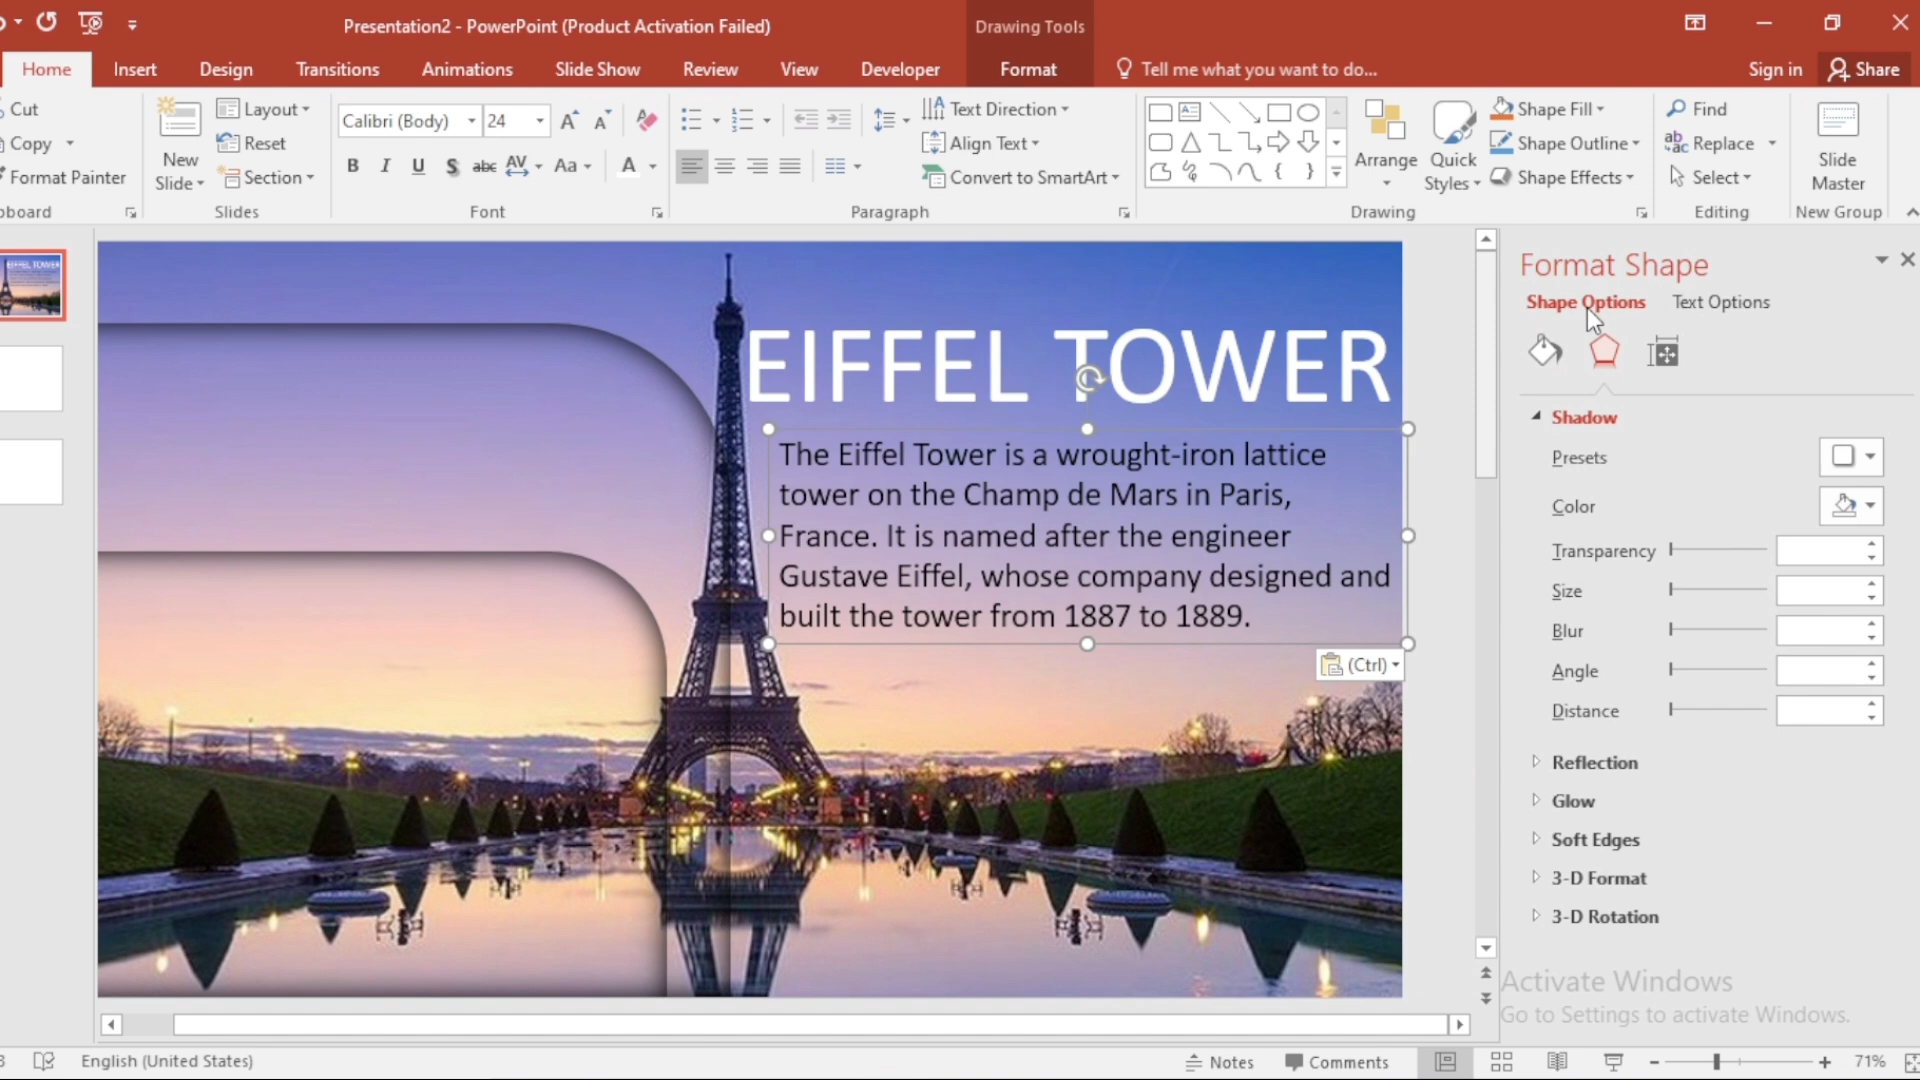 Presentation2 - PowerPoint (Product Activation Failed)
Drawing Tools
Home Insert Design Transitions Animations Slide Show Review View Developer Format Tell me what you want to do... Sign in Share
Cut
Copy
Format Painter
New Slide
Layout
Reset
Section
Slides
Calibri (Body) 24
B I U S abc AV Aa A
Font
Text Direction
Align Text
Convert to SmartArt
Paragraph
Arrange
Quick Styles
Shape Fill
Shape Outline
Shape Effects
Drawing
Find
Replace
Select
Editing
Slide Master
New Group
EIFFEL TOWER
EIFFEL TOWER
The Eiffel Tower is a wrought-iron lattice
tower on the Champ de Mars in Paris,
France. It is named after the engineer
Gustave Eiffel, whose company designed and
built the tower from 1887 to 1889.
(Ctrl)
Format Shape
Shape Options Text Options
Shadow
Presets
Color
Transparency
Size
Blur
Angle
Distance
Reflection
Glow
Soft Edges
3-D Format
3-D Rotation
Activate Windows
Go to Settings to activate Windows.
English (United States)
Notes Comments 71%